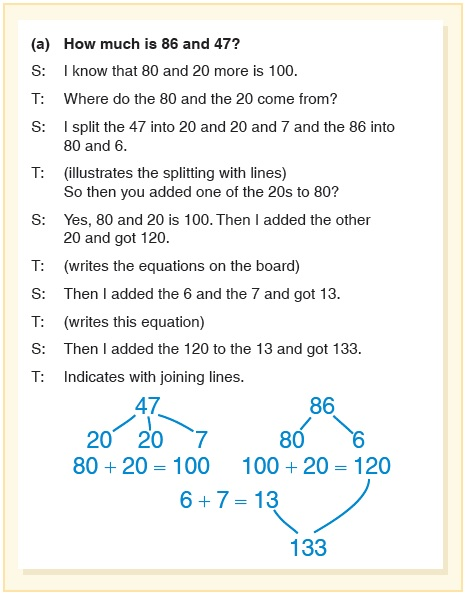 (a) How much is 86 and 47?
S: I know that 80 and 20 more is 100.
T: Where do the 80 and the 20 come from?
S: I split the 47 into 20 and 20 and 7 and the 86 into
80 and 6.
T: (illustrates the splitting with lines)
So then you added one of the 20s to 80?
S: Yes, 80 and 20 is 100. Then I added the other
20 and got 120.
T: (writes the equations on the board)
S: Then I added the 6 and the 7 and got 13.
T: (writes this equation)
S: Then I added the 120 to the 13 and got 133.
T: Indicates with joining lines.
47 86
20 20 7 80 6
80 + 20 = 100 100 + 20 = 120
6 + 7 = 13
133